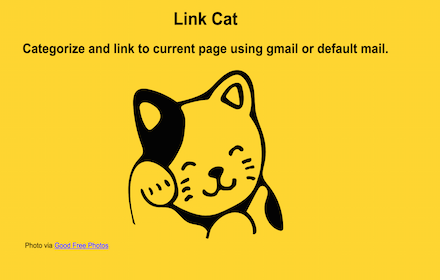 Link Cat
Categorize and link to current page using gmail or default mail.
Photo via Good Free Photos